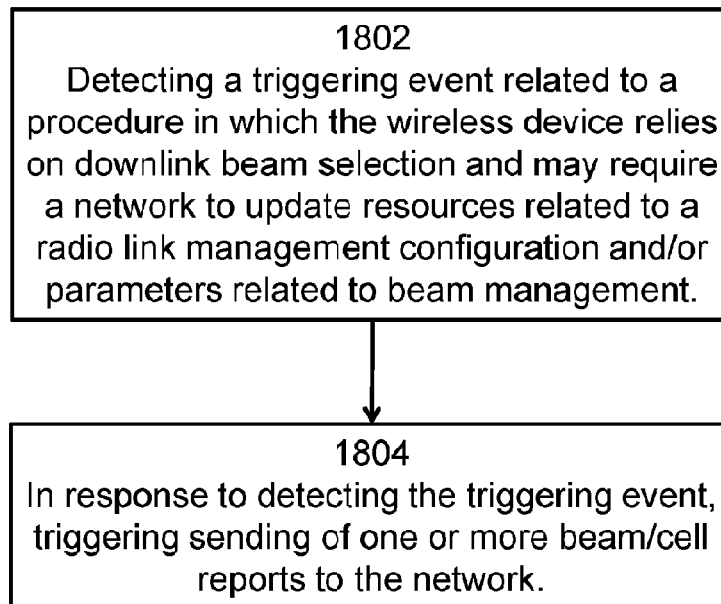 1802
Detecting a triggering event related to a
procedure in which the wireless device relies
on downlink beam selection and may require
a network to update resources related to a
radio link management configuration and/or
parameters related to beam management.
1804
In response to detecting the triggering event,
triggering sending of one or more beam/cell
reports to the network.